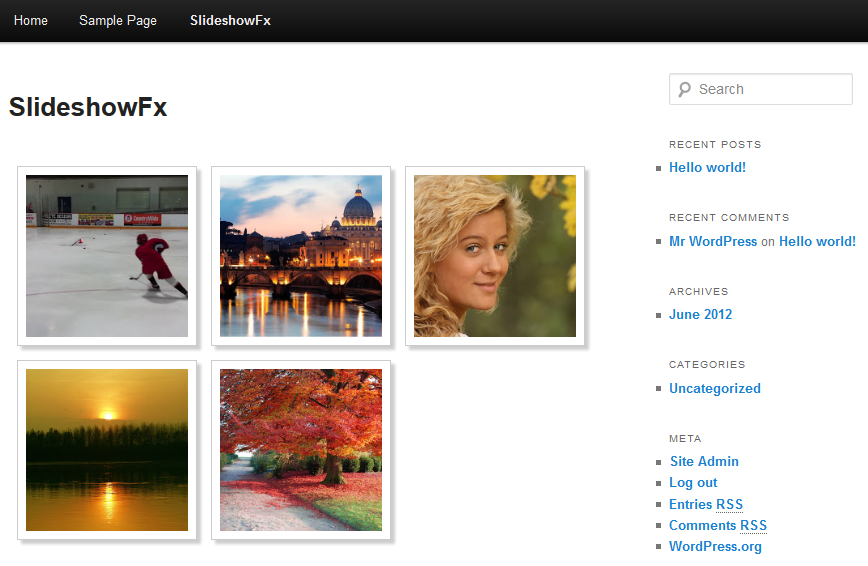 Home Sample Page SlideshowFx
SlideshowFx
Search
RECENT POSTS
Hello world!
RECENT COMMENTS
Mr WordPress on Hello world!
ARCHIVES
June 2012
CATEGORIES
Uncategorized
META
Site Admin
Log out
Entries RSS
Comments RSS
WordPress.org